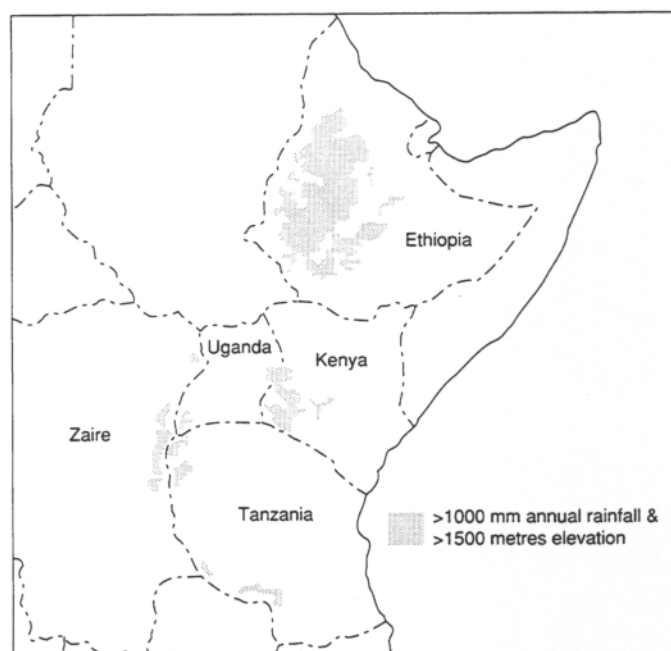 Ethiopia
Uganda
Kenya
Zaire
Tanzania
>1000 mm annual rainfall &
>1500 metres elevation